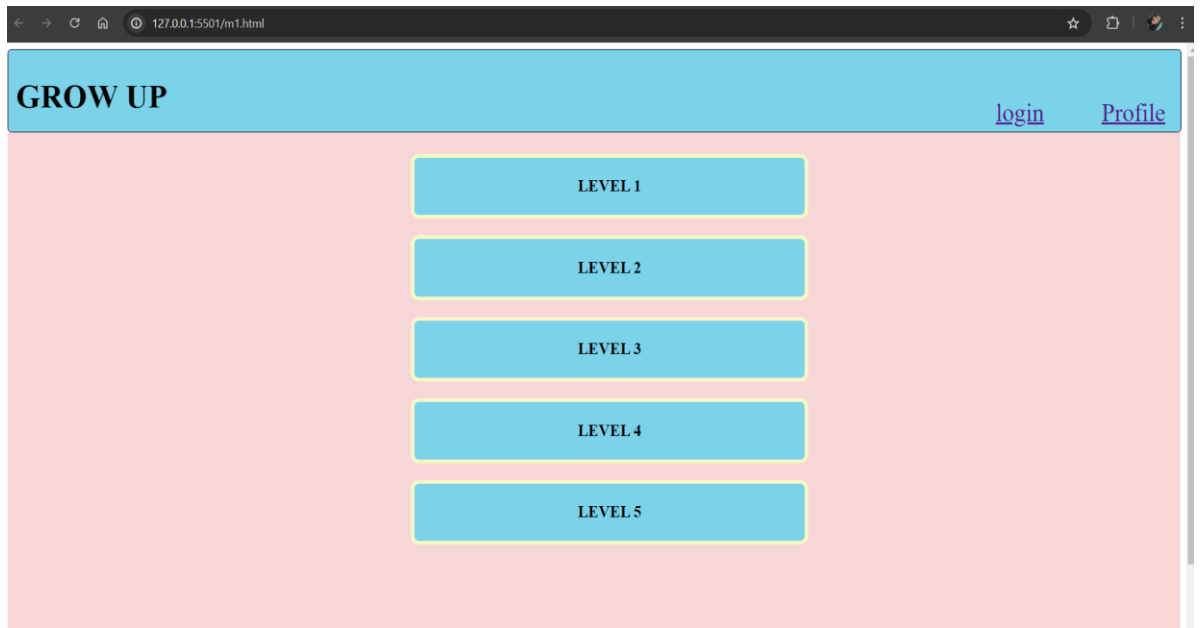 127.0.0.1:5501/m1.html
GROW UP
login Profile
LEVEL 1
LEVEL 2
LEVEL 3
LEVEL 4
LEVEL 5